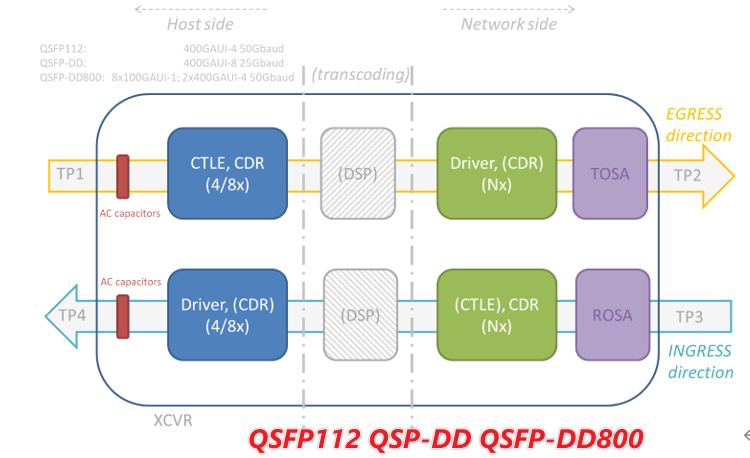 Host side
Network side
QSFP112: 400GAUI-4 50Gbaud
QSFP-DD: 400GAUI-8 25Gbaud
QSFP-DD800: 8x100GAUI-1; 2x400GAUI-4 50Gbaud
(transcoding)
EGRESS
direction
TP1
AC capacitors
CTLE, CDR
(4/8x)
(DSP)
Driver, (CDR)
(Nx)
TOSA
TP2
TP4
AC capacitors
Driver, (CDR)
(4/8x)
(DSP)
(CTLE), CDR
(Nx)
ROSA
TP3
INGRESS
direction
XCVR
QSFP112 QSP-DD QSFP-DD800